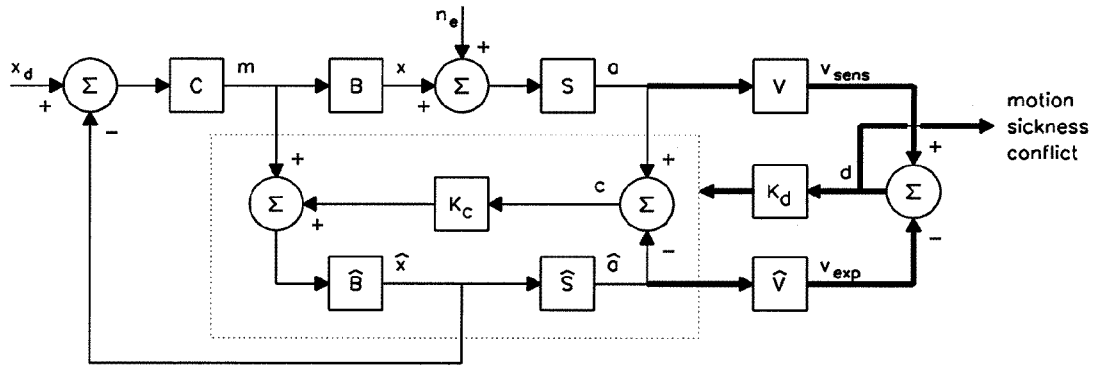 n_e
+
x_d
+
Σ
−
C
m
B
x
+
Σ
S
a
V
v_sens
motion
sickness
conflict
+
+
Σ
+
K_c
c
+
Σ
−
K_d
d
+
Σ
−
B̂
x̂
Ŝ
â
V̂
v_exp